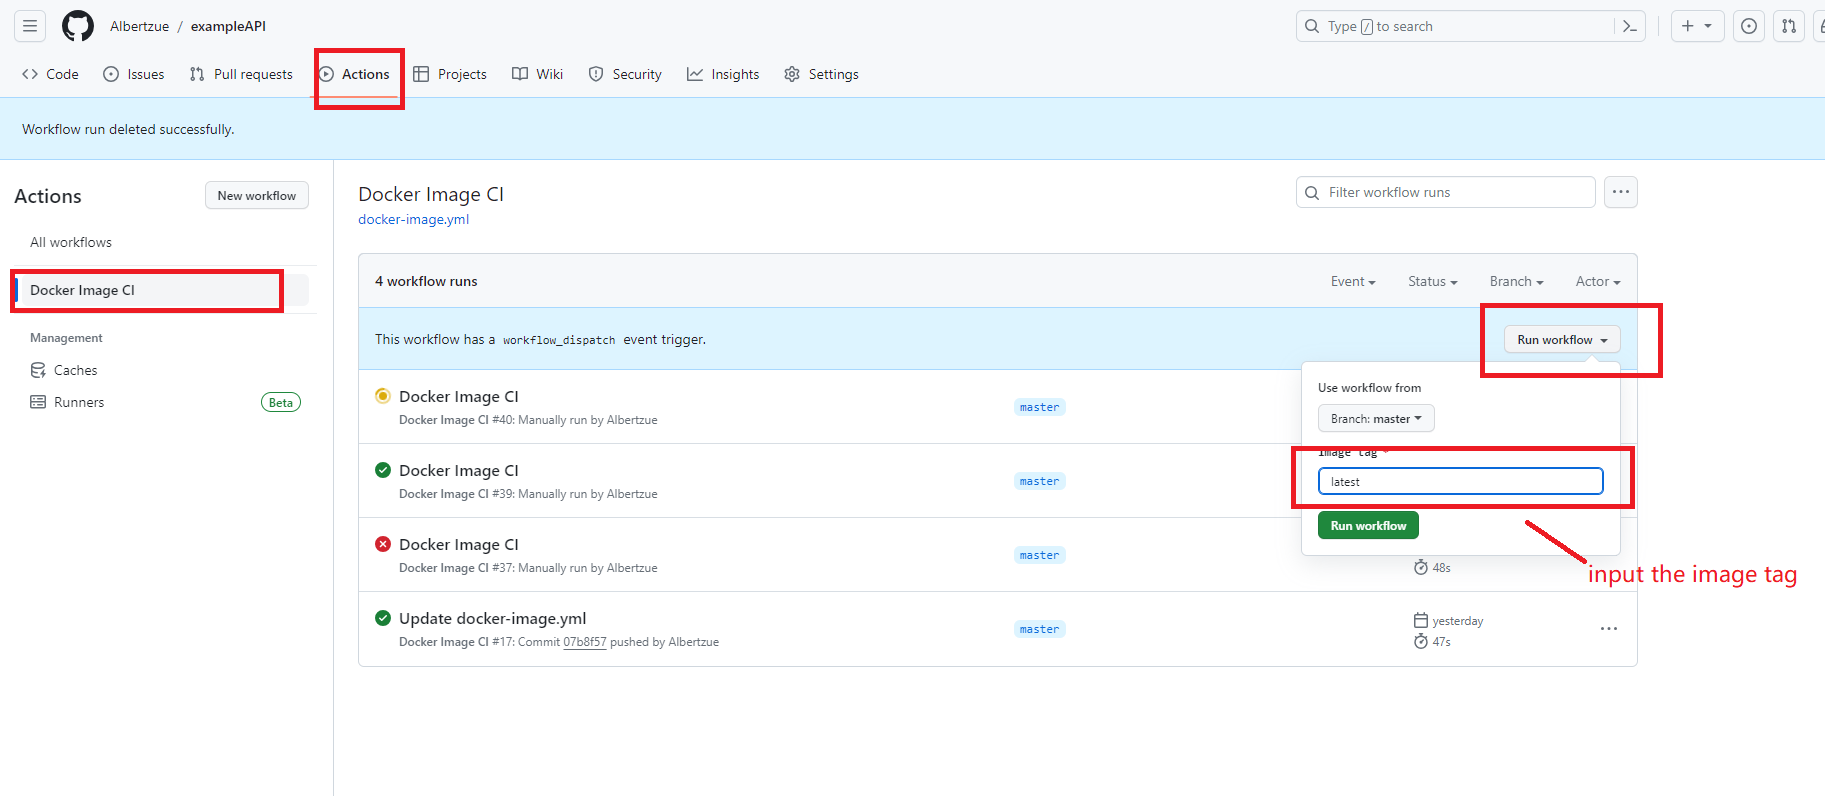 Albertzue / exampleAPI
Type / to search
Code Issues Pull requests Actions Projects Wiki Security Insights Settings
Workflow run deleted successfully.
Actions
New workflow
All workflows
Docker Image CI
Management
Caches
Runners
Beta
Docker Image CI
docker-image.yml
Filter workflow runs
4 workflow runs
Event Status Branch Actor
This workflow has a workflow_dispatch event trigger.
Run workflow
Use workflow from
Branch: master
Image tag *
latest
Run workflow
input the image tag
Docker Image CI
Docker Image CI #40: Manually run by Albertzue
master
Docker Image CI
Docker Image CI #39: Manually run by Albertzue
master
Docker Image CI
Docker Image CI #37: Manually run by Albertzue
master
48s
Update docker-image.yml
Docker Image CI #17: Commit 07b8f57 pushed by Albertzue
master
yesterday
47s